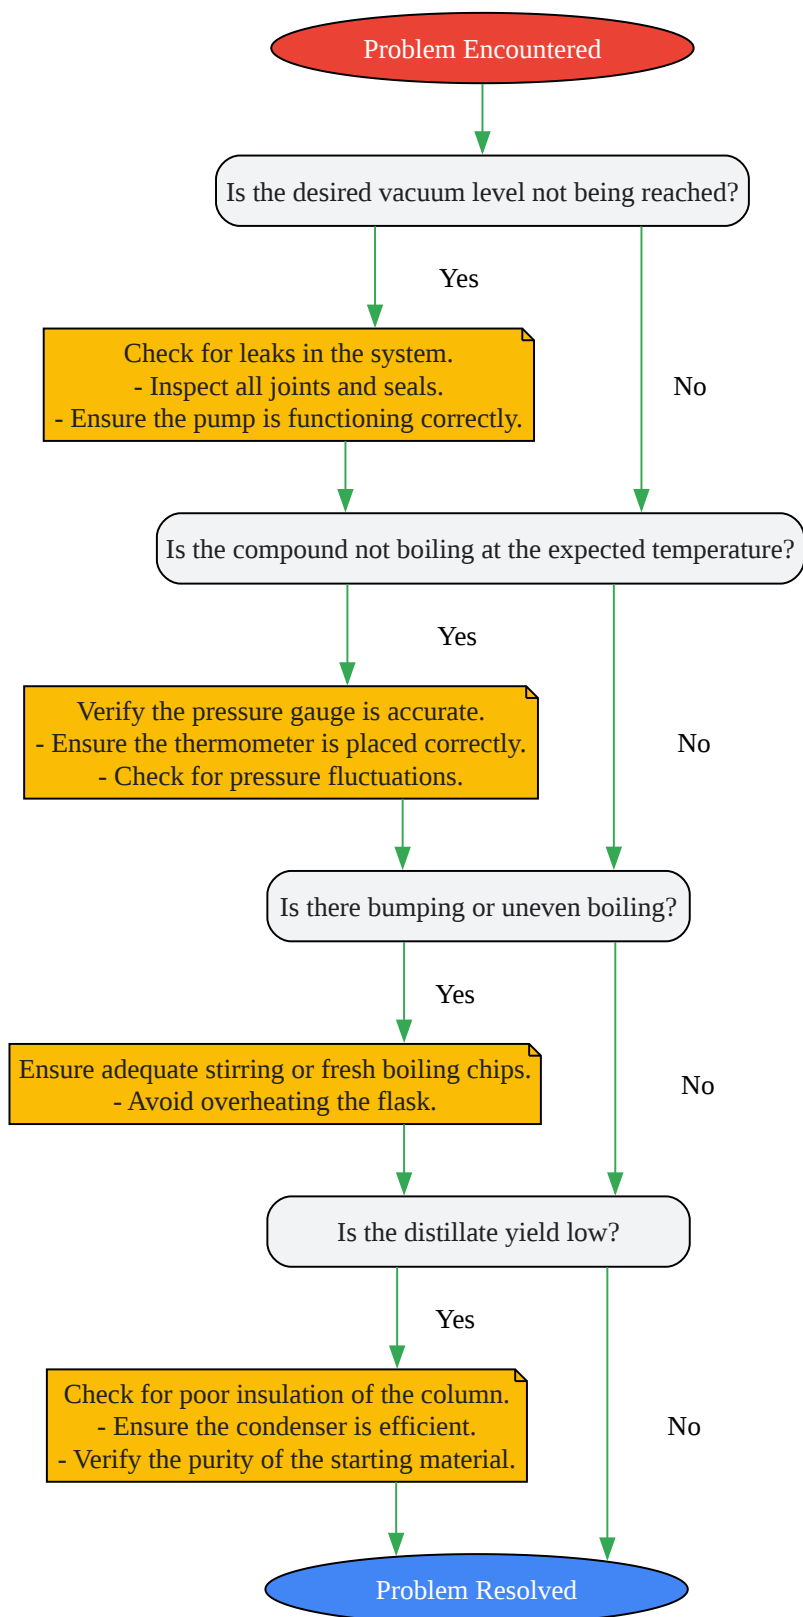 Problem Encountered
Is the desired vacuum level not being reached?
Yes
Check for leaks in the system.
- Inspect all joints and seals.
- Ensure the pump is functioning correctly.
No
Is the compound not boiling at the expected temperature?
Yes
Verify the pressure gauge is accurate.
- Ensure the thermometer is placed correctly.
- Check for pressure fluctuations.
No
Is there bumping or uneven boiling?
Yes
Ensure adequate stirring or fresh boiling chips.
- Avoid overheating the flask.
No
Is the distillate yield low?
Yes
Check for poor insulation of the column.
- Ensure the condenser is efficient.
- Verify the purity of the starting material.
No
Problem Resolved